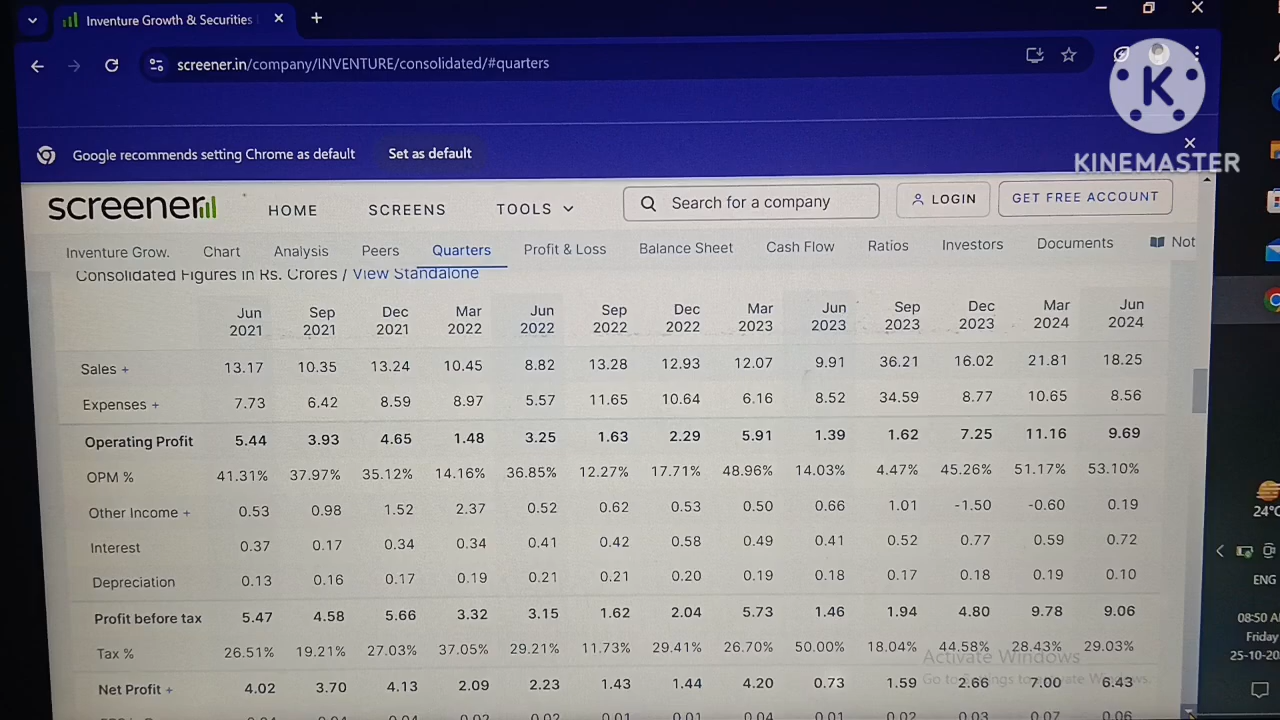 Inventure Growth & Securities
screener.in/company/INVENTURE/consolidated/#quarters
K
KINEMASTER
Google recommends setting Chrome as default Set as default
screener HOME SCREENS TOOLS Search for a company LOGIN GET FREE ACCOUNT
Inventure Grow. Chart Analysis Peers Quarters Profit & Loss Balance Sheet Cash Flow Ratios Investors Documents Not
Consolidated Figures in Rs. Crores / View Standalone
Jun 2021 Sep 2021 Dec 2021 Mar 2022 Jun 2022 Sep 2022 Dec 2022 Mar 2023 Jun 2023 Sep 2023 Dec 2023 Mar 2024 Jun 2024
Sales + 13.17 10.35 13.24 10.45 8.82 13.28 12.93 12.07 9.91 36.21 16.02 21.81 18.25
Expenses + 7.73 6.42 8.59 8.97 5.57 11.65 10.64 6.16 8.52 34.59 8.77 10.65 8.56
Operating Profit 5.44 3.93 4.65 1.48 3.25 1.63 2.29 5.91 1.39 1.62 7.25 11.16 9.69
OPM % 41.31% 37.97% 35.12% 14.16% 36.85% 12.27% 17.71% 48.96% 14.03% 4.47% 45.26% 51.17% 53.10%
Other Income + 0.53 0.98 1.52 2.37 0.52 0.62 0.53 0.50 0.66 1.01 -1.50 -0.60 0.19
Interest 0.37 0.17 0.34 0.34 0.41 0.42 0.58 0.49 0.41 0.52 0.77 0.59 0.72
Depreciation 0.13 0.16 0.17 0.19 0.21 0.21 0.20 0.19 0.18 0.17 0.18 0.19 0.10
Profit before tax 5.47 4.58 5.66 3.32 3.15 1.62 2.04 5.73 1.46 1.94 4.80 9.78 9.06
Tax % 26.51% 19.21% 27.03% 37.05% 29.21% 11.73% 29.41% 26.70% 50.00% 18.04% 44.58% 28.43% 29.03%
Net Profit + 4.02 3.70 4.13 2.09 2.23 1.43 1.44 4.20 0.73 1.59 2.66 7.00 6.43
Activate Windows
Go to Settings to activate Windows.
24°C
ENG
08:50 A
Friday
25-10-20